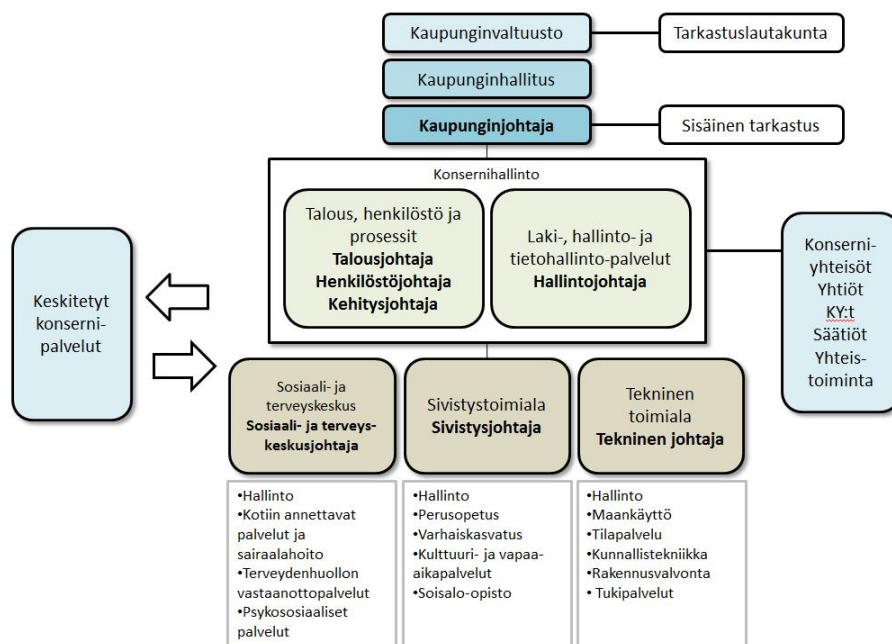 Kaupunginvaltuusto
Tarkastuslautakunta
Kaupunginhallitus
Kaupunginjohtaja
Sisäinen tarkastus
Konsernihallinto
Talous, henkilöstö ja
prosessit
Talousjohtaja
Henkilöstöjohtaja
Kehitysjohtaja
Laki-, hallinto- ja
tietohallinto-palvelut
Hallintojohtaja
Keskitetyt
konserni-
palvelut
Konserni-
yhteisöt
Yhtiöt
KY:t
Säätiöt
Yhteis-
toiminta
Sosiaali- ja
terveyskeskus
Sosiaali- ja terveys-
keskusjohtaja
Sivistystoimiala
Sivistysjohtaja
Tekninen
toimiala
Tekninen johtaja
•Hallinto
•Kotiin annettavat
palvelut ja
sairaalahoito
•Terveydenhuollon
vastaanottopalvelut
•Psykososiaaliset
palvelut
•Hallinto
•Perusopetus
•Varhaiskasvatus
•Kulttuuri- ja vapaa-
aikapalvelut
•Soisalo-opisto
•Hallinto
•Maankäyttö
•Tilapalvelu
•Kunnallistekniikka
•Rakennusvalvonta
• Tukipalvelut